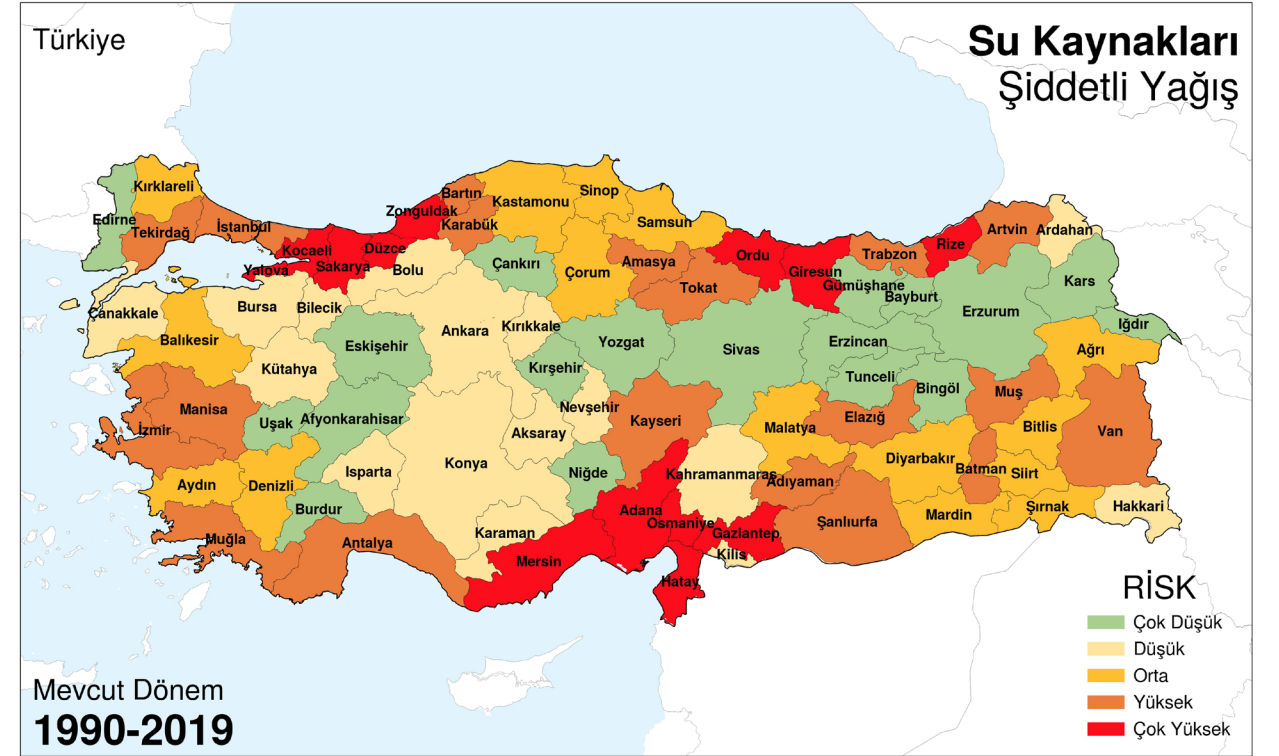 Türkiye
Su Kaynakları
Şiddetli Yağış
Kırklareli
Edirne
Tekirdağ
İstanbul
Kocaeli
Yalova
Sakarya
Düzce
Zonguldak
Bartın
Karabük
Kastamonu
Sinop
Samsun
Bolu
Çankırı
Çorum
Amasya
Tokat
Ordu
Giresun
Gümüşhane
Trabzon
Bayburt
Rize
Artvin
Ardahan
Kars
Iğdır
Erzurum
Ağrı
Çanakkale
Balıkesir
Bursa
Bilecik
Kütahya
Eskişehir
Ankara
Kırıkkale
Kırşehir
Yozgat
Sivas
Erzincan
Tunceli
Bingöl
Muş
Manisa
İzmir
Uşak
Afyonkarahisar
Nevşehir
Aksaray
Kayseri
Malatya
Elazığ
Bitlis
Van
Aydın
Denizli
Isparta
Burdur
Konya
Niğde
Kahramanmaraş
Adıyaman
Diyarbakır
Batman
Siirt
Muğla
Antalya
Karaman
Mersin
Adana
Osmaniye
Gaziantep
Kilis
Hatay
Şanlıurfa
Mardin
Şırnak
Hakkari
RİSK
Çok Düşük
Düşük
Orta
Yüksek
Çok Yüksek
Mevcut Dönem
1990-2019